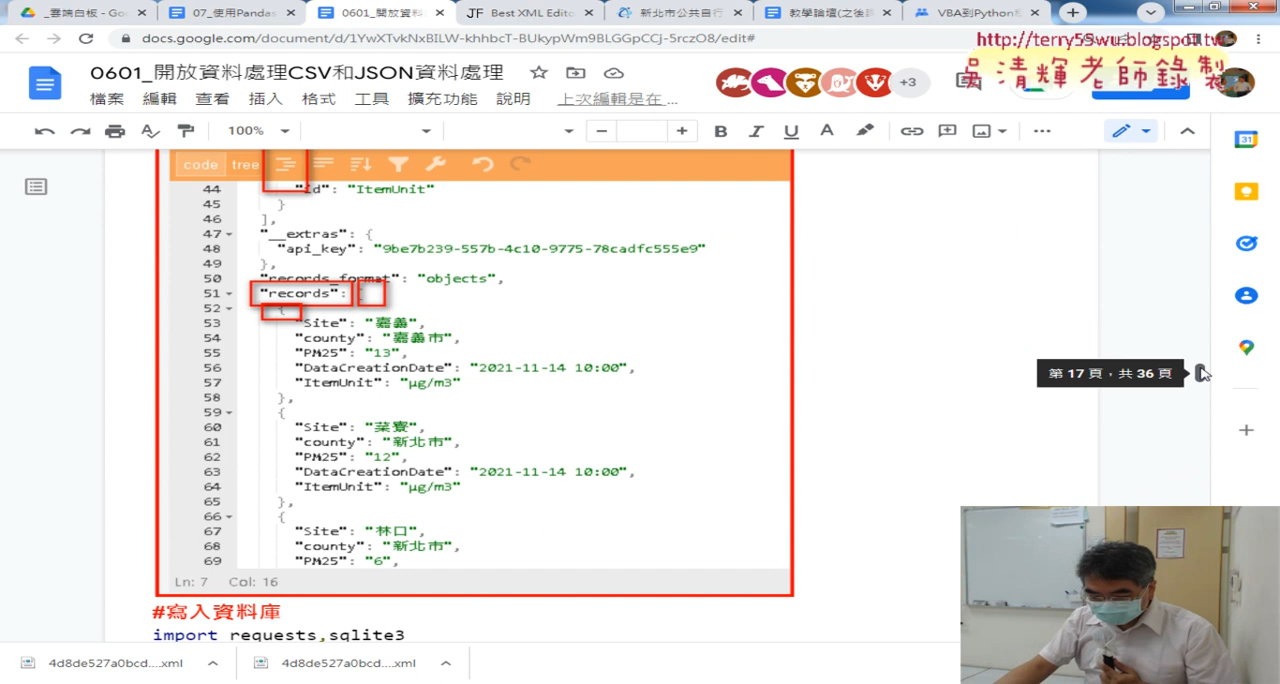 _雲端白板 - Go
07_使用Panda
0601_開放資料
JF Best XML Edito
新北市公共自行
教學論壇(之後
VBA到Python
docs.google.com/document/d/1YwXTvkNxBILW-khhbcT-BUkypWm9BLGGpCCJ-5rczO8/edit#
http://terry55wu.blogspot.tw
吳清輝老師錄製
0601_開放資料處理CSV和JSON資料處理
+3
檔案 編輯 查看 插入 格式 工具 擴充功能 說明 上次編輯是在 ...
100%
B I U A
31
code tree
44 "id": "ItemUnit"
45 }
46 ],
47 "__extras": {
48 "api_key": "9be7b239-557b-4c10-9775-78cadfc555e9"
49 },
50 "records_format": "objects",
51 "records": [
52 {
53 "Site": "嘉義",
54 "county": "嘉義市",
55 "PM25": "13",
56 "DataCreationDate": "2021-11-14 10:00",
57 "ItemUnit": "μg/m3"
58 },
59 {
60 "Site": "菜寮",
61 "county": "新北市",
62 "PM25": "12",
63 "DataCreationDate": "2021-11-14 10:00",
64 "ItemUnit": "μg/m3"
65 },
66 {
67 "Site": "林口",
68 "county": "新北市",
69 "PM25": "6",
Ln: 7 Col: 16
第 17 頁，共 36 頁
#寫入資料庫
import requests,sqlite3
4d8de527a0bcd....xml
4d8de527a0bcd....xml